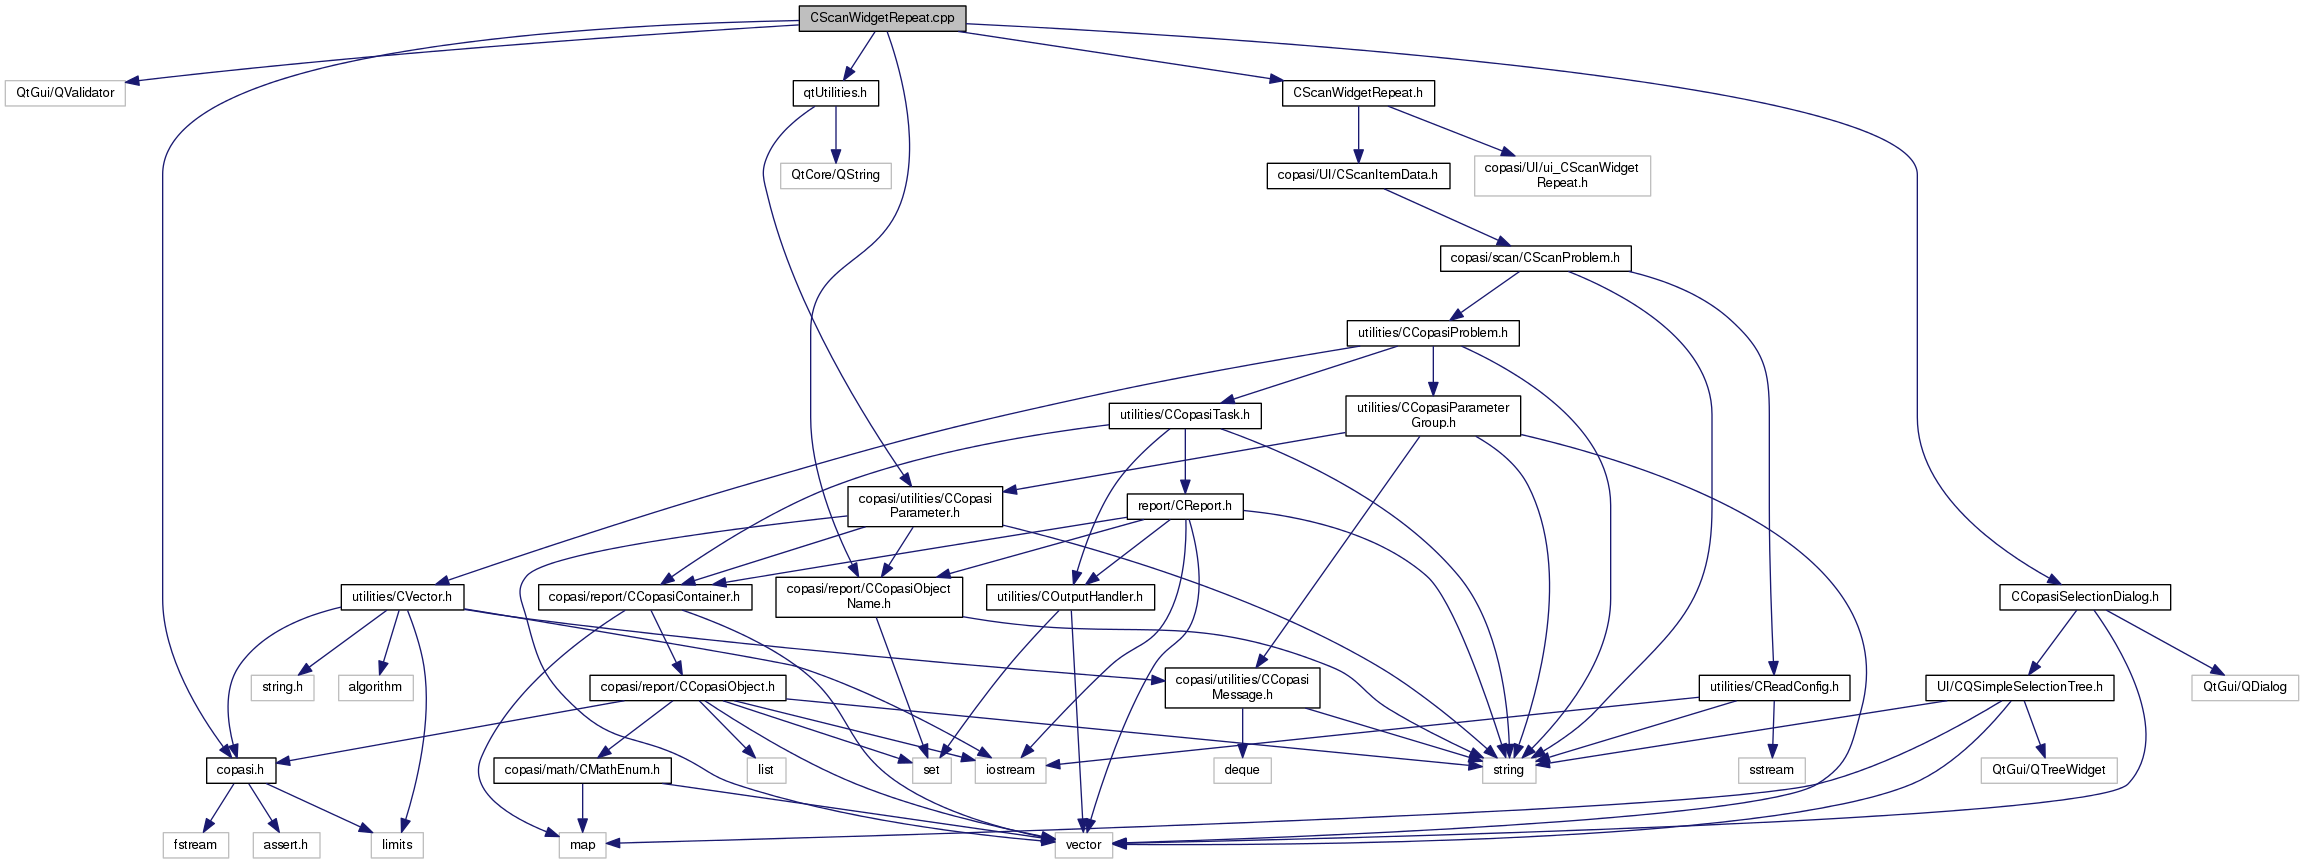 CScanWidgetRepeat.cpp
QtGui/QValidator
qtUtilities.h
CScanWidgetRepeat.h
QtCore/QString
copasi/UI/CScanItemData.h
copasi/UI/ui_CScanWidget
Repeat.h
copasi/scan/CScanProblem.h
utilities/CCopasiProblem.h
utilities/CCopasiTask.h
utilities/CCopasiParameter
Group.h
copasi/utilities/CCopasi
Parameter.h
report/CReport.h
utilities/CVector.h
copasi/report/CCopasiContainer.h
copasi/report/CCopasiObject
Name.h
utilities/COutputHandler.h
CCopasiSelectionDialog.h
string.h
algorithm
copasi/report/CCopasiObject.h
copasi/utilities/CCopasi
Message.h
utilities/CReadConfig.h
UI/CQSimpleSelectionTree.h
QtGui/QDialog
copasi.h
copasi/math/CMathEnum.h
list
set
iostream
deque
string
sstream
QtGui/QTreeWidget
fstream
assert.h
limits
map
vector